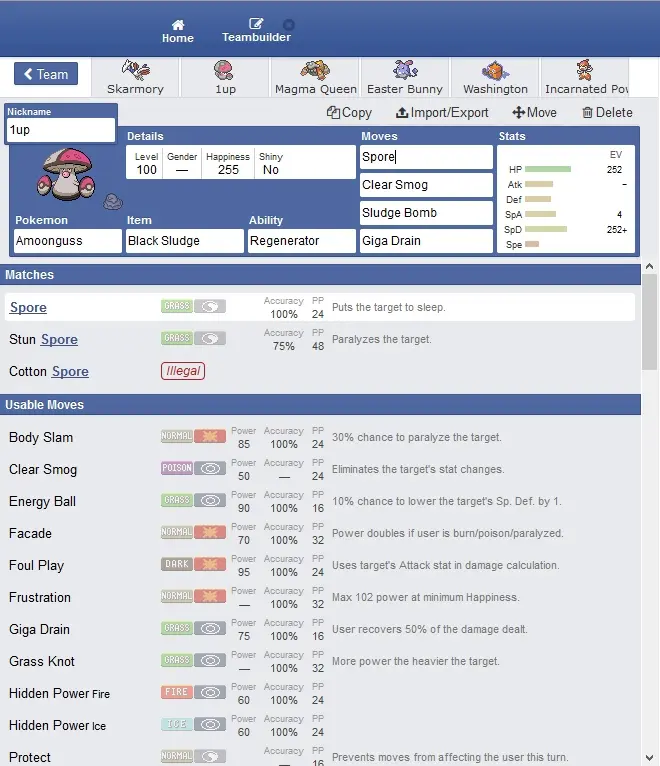 Home
Teambuilder
Team
Skarmory
1up
Magma Queen
Easter Bunny
Washington
Incarnated Pow
Copy
Import/Export
Move
Delete
Nickname
1up
Details
Level
100
Gender
—
Happiness
255
Shiny
No
Pokemon
Amoonguss
Item
Black Sludge
Ability
Regenerator
Moves
Spore
Clear Smog
Sludge Bomb
Giga Drain
Stats
EV
HP 252
Atk –
Def
SpA 4
SpD 252+
Spe
Matches
Spore GRASS Accuracy 100% PP 24 Puts the target to sleep.
Stun Spore GRASS Accuracy 75% PP 48 Paralyzes the target.
Cotton Spore Illegal
Usable Moves
Body Slam NORMAL Power 85 Accuracy 100% PP 24 30% chance to paralyze the target.
Clear Smog POISON Power 50 Accuracy — PP 24 Eliminates the target's stat changes.
Energy Ball GRASS Power 90 Accuracy 100% PP 16 10% chance to lower the target's Sp. Def. by 1.
Facade NORMAL Power 70 Accuracy 100% PP 32 Power doubles if user is burn/poison/paralyzed.
Foul Play DARK Power 95 Accuracy 100% PP 24 Uses target's Attack stat in damage calculation.
Frustration NORMAL Power — Accuracy 100% PP 32 Max 102 power at minimum Happiness.
Giga Drain GRASS Power 75 Accuracy 100% PP 16 User recovers 50% of the damage dealt.
Grass Knot GRASS Power — Accuracy 100% PP 32 More power the heavier the target.
Hidden Power Fire FIRE Power 60 Accuracy 100% PP 24
Hidden Power Ice ICE Power 60 Accuracy 100% PP 24
Protect NORMAL Accuracy — PP 16 Prevents moves from affecting the user this turn.